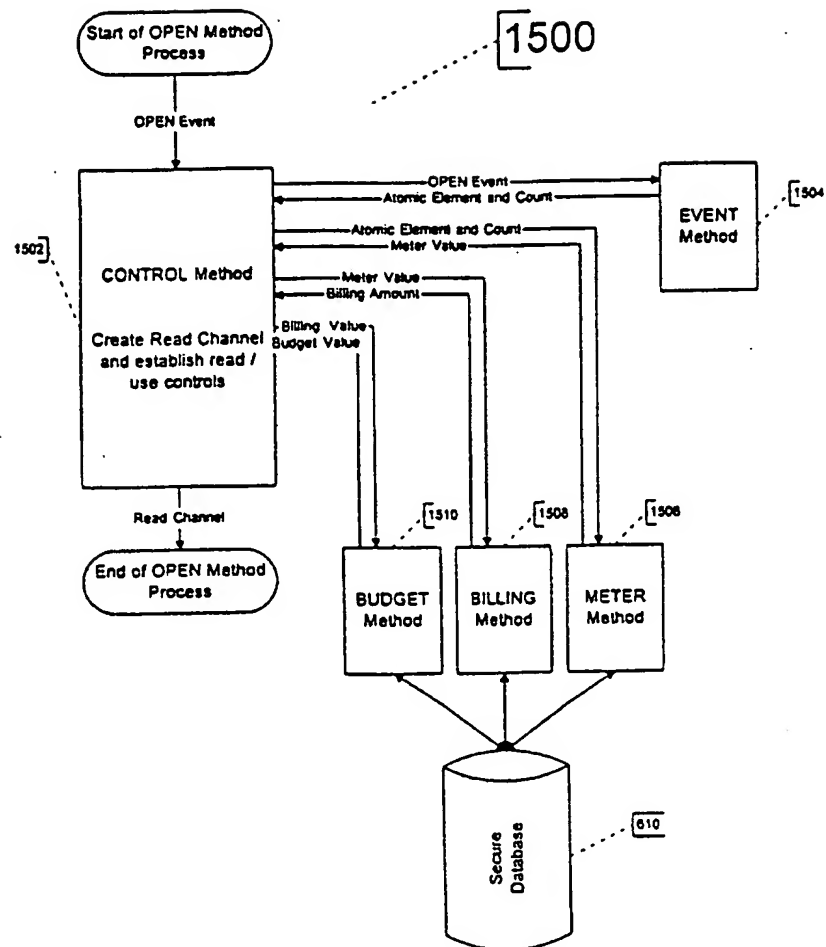 Start of OPEN Method
Process
1500
OPEN Event
OPEN Event
Atomic Element and Count
EVENT
Method
1504
Atomic Element and Count
Meter Value
1502
CONTROL Method
Meter Value
Billing Amount
Create Read Channel
and establish read /
use controls
Billing Value
Budget Value
Read Channel
End of OPEN Method
Process
1510
1508
1506
BUDGET
Method
BILLING
Method
METER
Method
Secure
Database
610